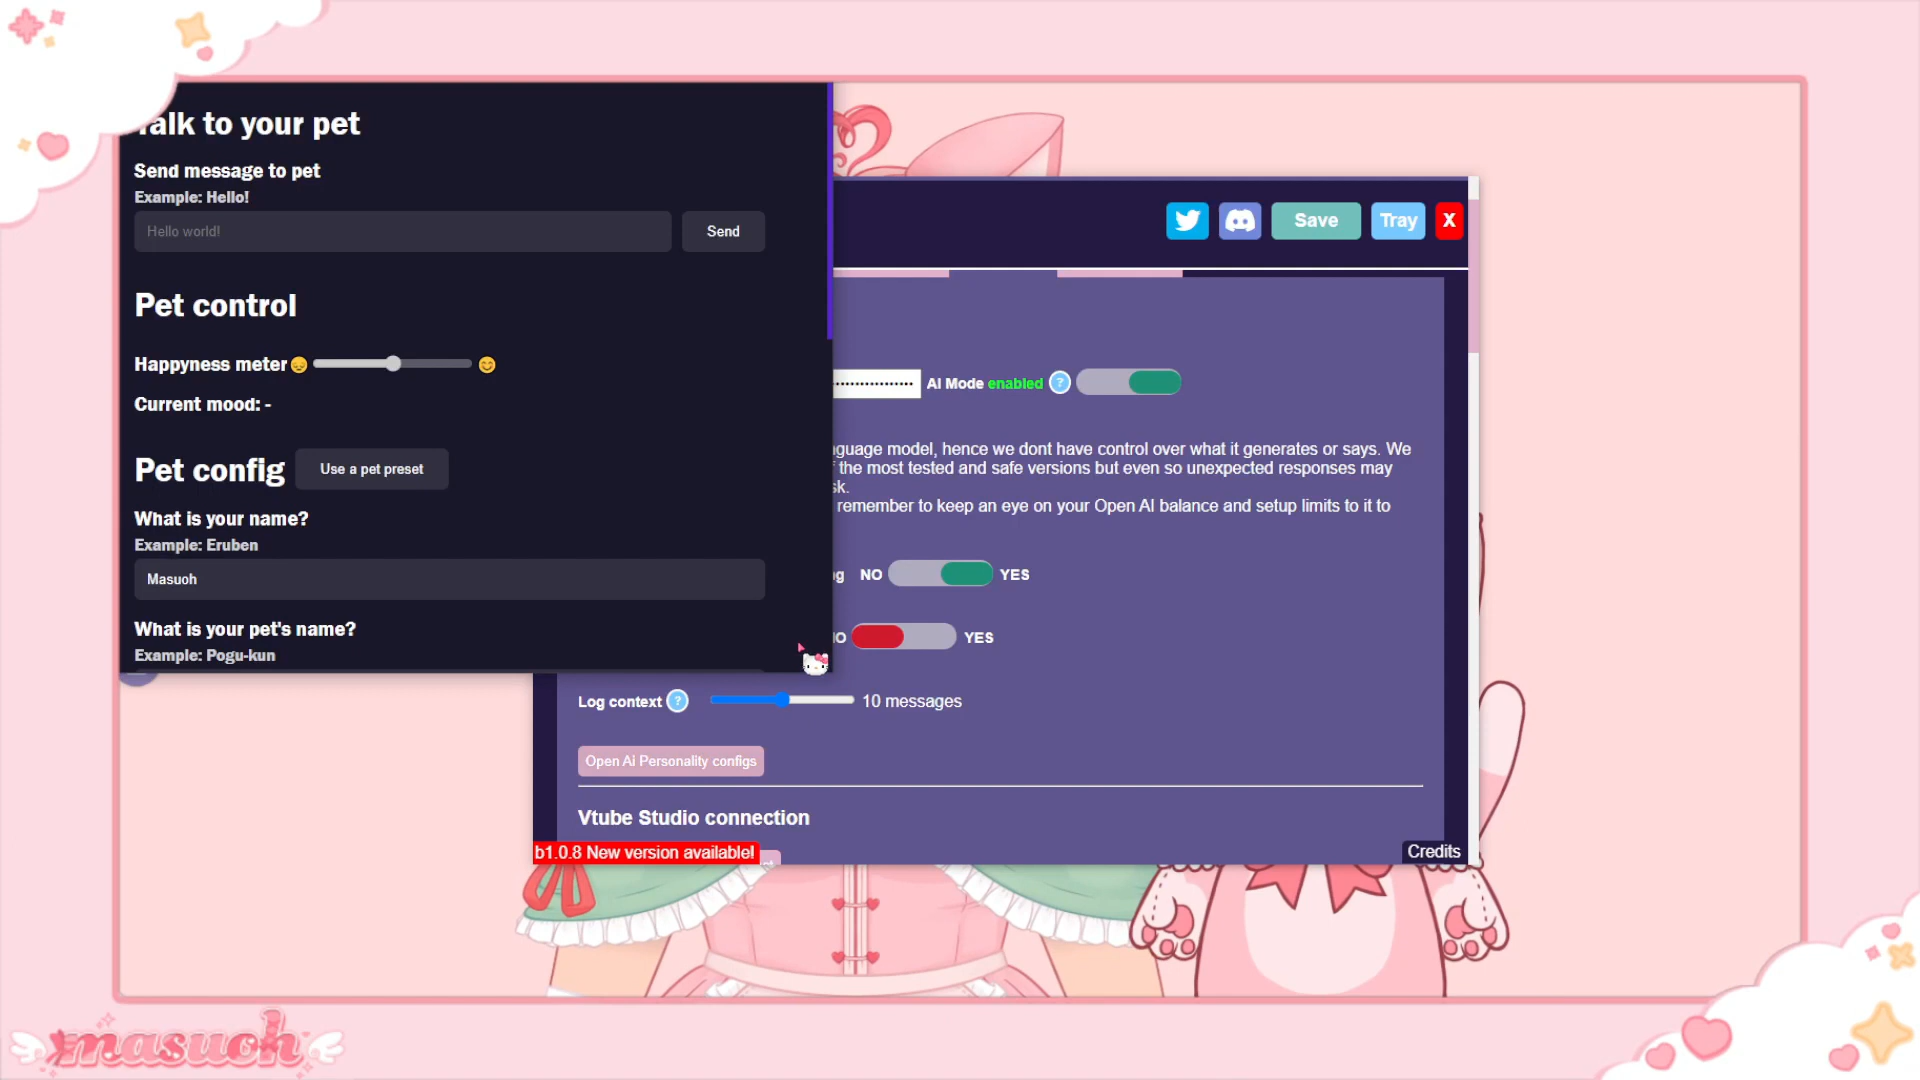 Talk to your pet
Send message to pet
Example: Hello!
Hello world!
Send
Pet control
Happyness meter
Current mood: -
Pet config
Use a pet preset
What is your name?
Example: Eruben
Masuoh
What is your pet's name?
Example: Pogu-kun
Save
Tray
X
AI Mode enabled ?
model, hence we dont have control over what it generates or says. We
the most tested and safe versions but even so unexpected responses may
remember to keep an eye on your Open AI balance and setup limits to it to
NO YES
YES
Log context ? 10 messages
Open AI Personality configs
Vtube Studio connection
b1.0.8 New version available!
Credits
masuoh